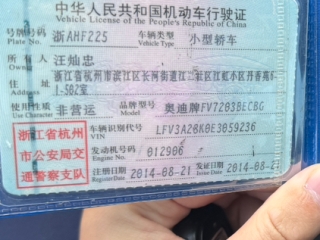 中华人民共和国机动车行驶证
Vehicle License of the People's Republic of China
号牌号码 浙AHF225 车辆类型 小型轿车
Plate No. Vehicle Type
所有人 汪灿忠
Owner
住址 浙江省杭州市滨江区长河街道江二社区红虹小区丹香苑
Address 1-502室
使用性质 非营运 品牌型号 奥迪牌FV7203BECBG
Use Character Model
浙江省杭州
市公安局交
通警察支队
车辆识别代号 LFV3A28K0E3059236
VIN
发动机号码 012906
Engine No.
注册日期 2014-08-21 发证日期 2014-08-21
Register Date Issue Date